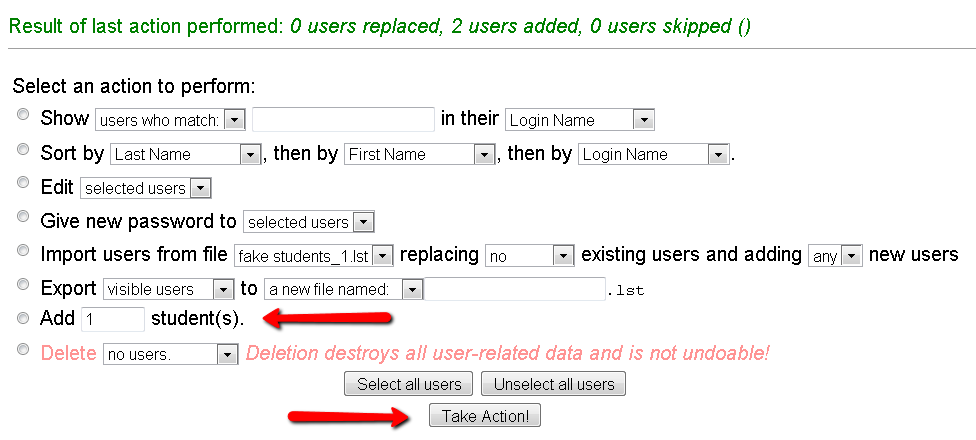 Result of last action performed: 0 users replaced, 2 users added, 0 users skipped ()
Select an action to perform:
Show users who match: in their Login Name
Sort by Last Name , then by First Name , then by Login Name .
Edit selected users
Give new password to selected users
Import users from file fake students_1.lst replacing no existing users and adding any new users
Export visible users to a new file named: .lst
Add 1 student(s).
Delete no users. Deletion destroys all user-related data and is not undoable!
Select all users Unselect all users
Take Action!